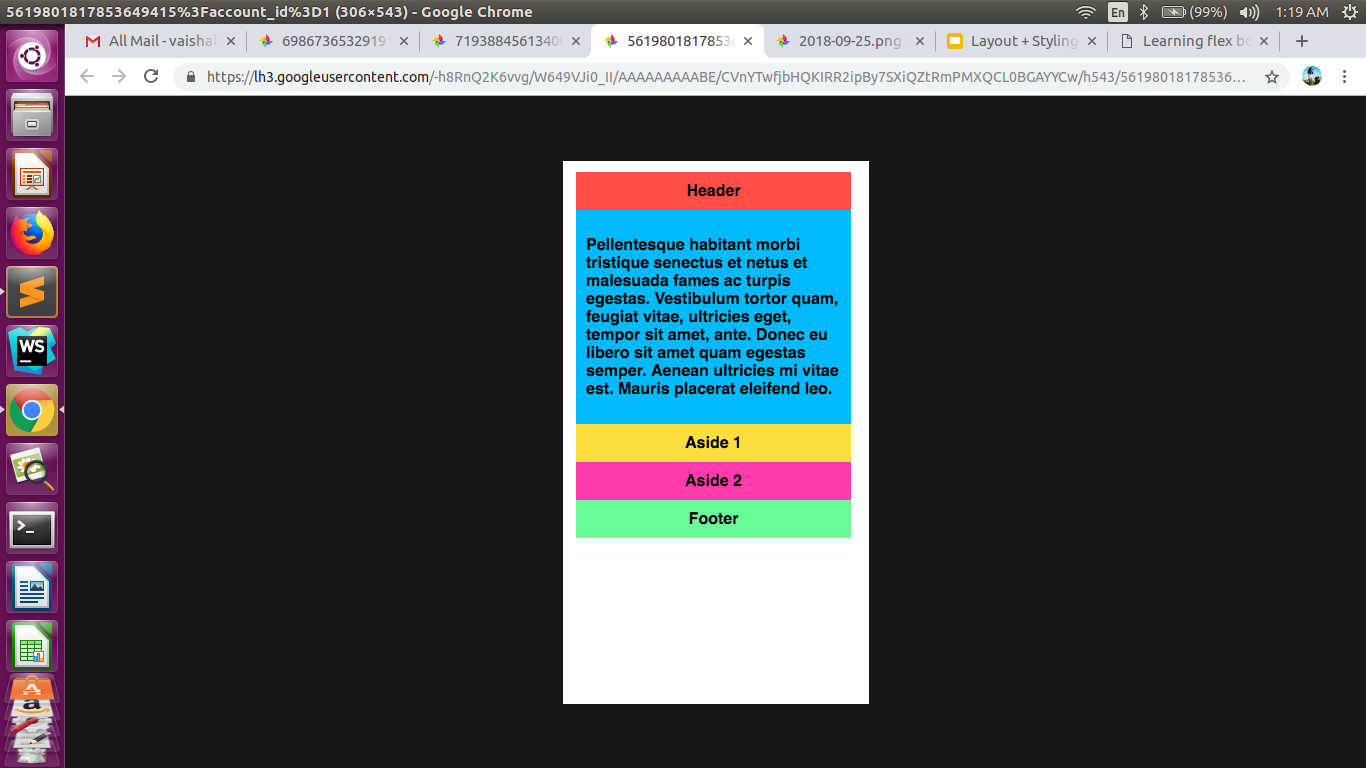 5619801817853649415%3Faccount_id%3D1 (306×543) - Google Chrome
En
(99%)
1:19 AM
All Mail - vaishal
6986736532919
7193884561340
561980181785364
2018-09-25.png
Layout + Styling
Learning flex bo
https://lh3.googleusercontent.com/-h8RnQ2K6vvg/W649VJi0_II/AAAAAAAAABE/CVnYTwfjbHQKIRR2ipBy7SXiQZtRmPMXQCL0BGAYYCw/h543/56198018178536...
Header
Pellentesque habitant morbi
tristique senectus et netus et
malesuada fames ac turpis
egestas. Vestibulum tortor quam,
feugiat vitae, ultricies eget,
tempor sit amet, ante. Donec eu
libero sit amet quam egestas
semper. Aenean ultricies mi vitae
est. Mauris placerat eleifend leo.
Aside 1
Aside 2
Footer
WS